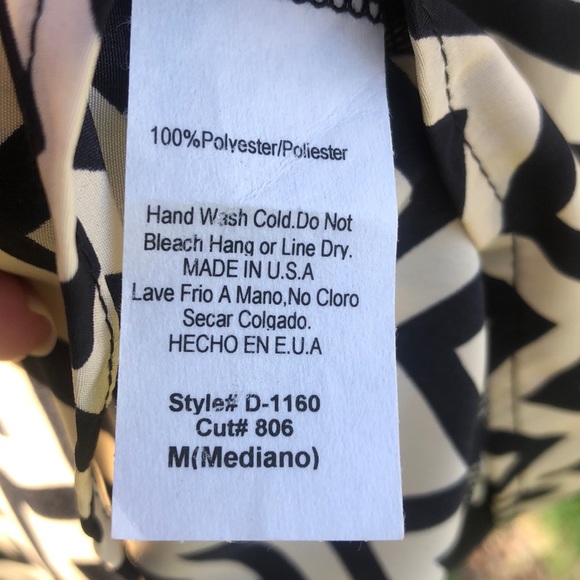 100%Polyester/Poliester
Hand Wash Cold.Do Not
Bleach Hang or Line Dry.
MADE IN U.S.A
Lave Frio A Mano,No Cloro
Secar Colgado.
HECHO EN E.U.A
Style# D-1160
Cut# 806
M(Mediano)